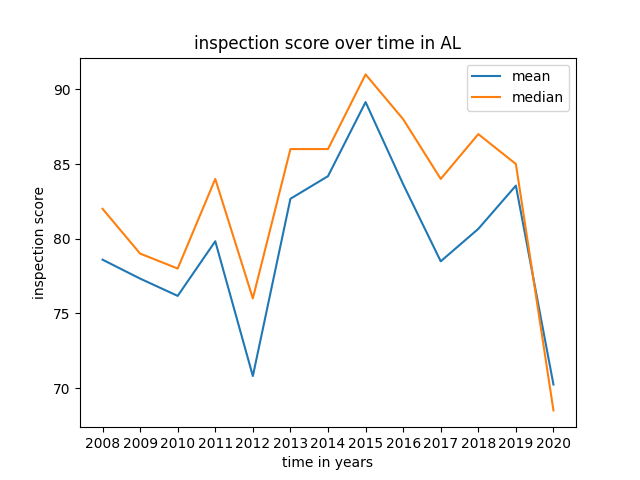 inspection score over time in AL
mean
median
90
85
80
75
70
inspection score
2008 2009 2010 2011 2012 2013 2014 2015 2016 2017 2018 2019 2020
time in years